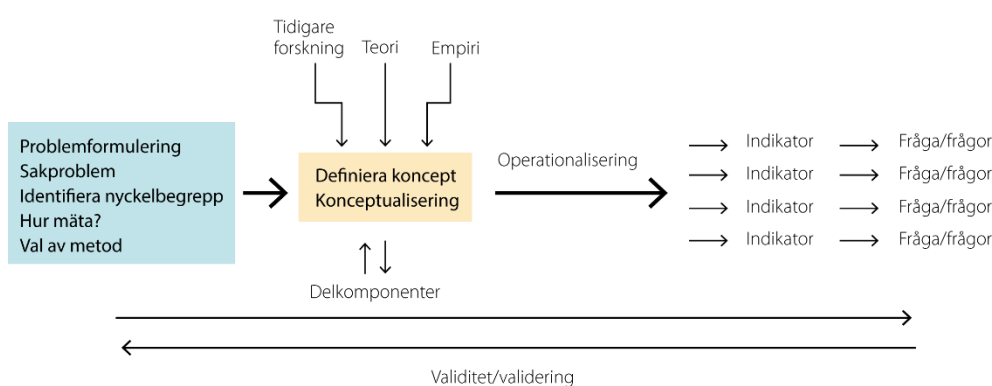 Tidigare
forskning
Teori
Empiri
Problemformulering
Sakproblem
Identifiera nyckelbegrepp
Hur mäta?
Val av metod
Definiera koncept
Konceptualisering
Operationalisering
Indikator
Fråga/frågor
Indikator
Fråga/frågor
Indikator
Fråga/frågor
Indikator
Fråga/frågor
Delkomponenter
Validitet/validering